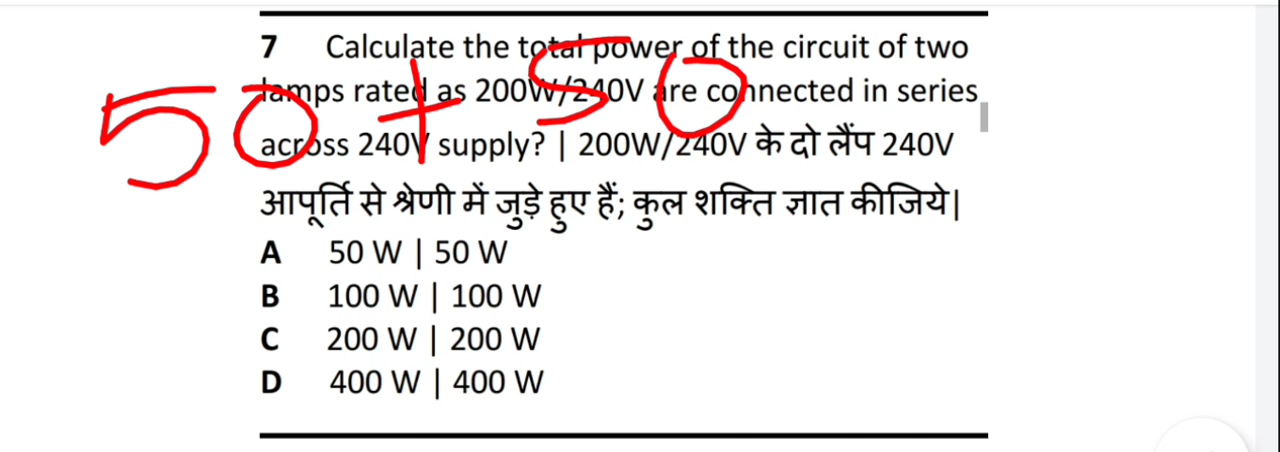 7 Calculate the total power of the circuit of two
lamps rated as 200W/240V are connected in series
across 240V supply? | 200W/240V के दो लैंप 240V
आपूर्ति से श्रेणी में जुड़े हुए हैं; कुल शक्ति ज्ञात कीजिये|
A 50 W | 50 W
B 100 W | 100 W
C 200 W | 200 W
D 400 W | 400 W
50 + 50